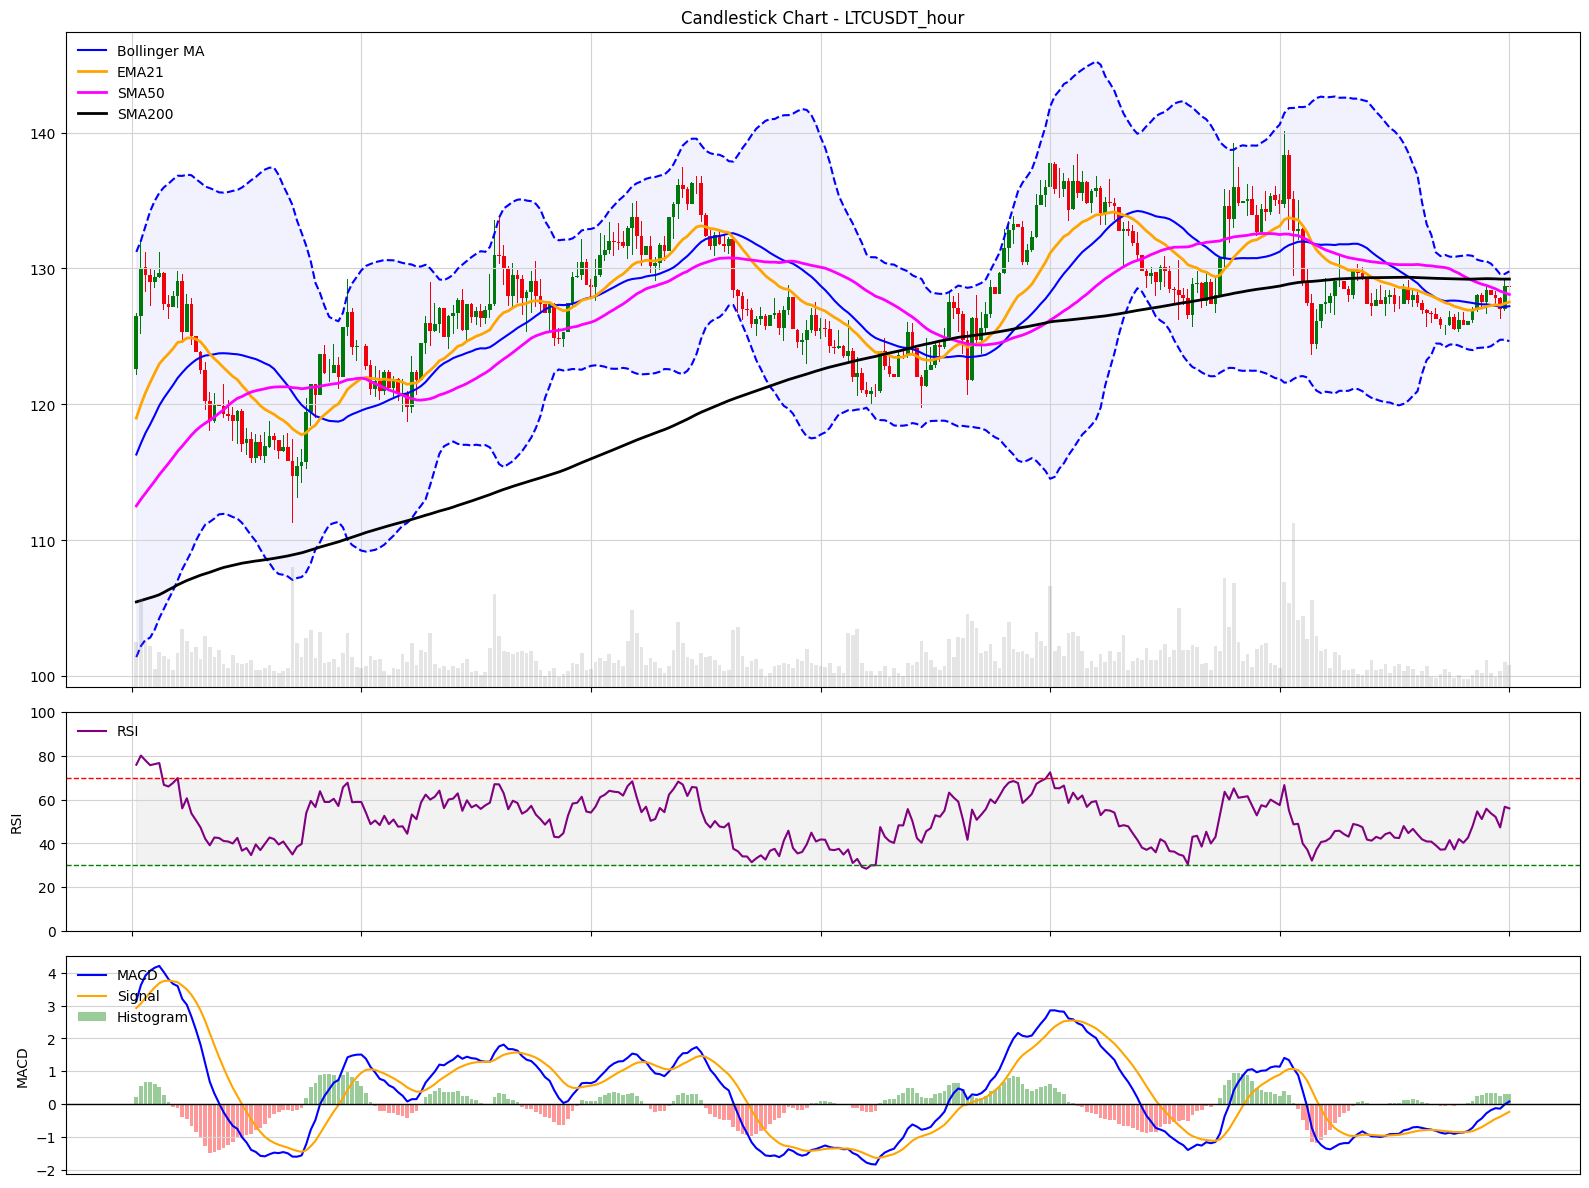 Candlestick Chart - LTCUSDT_hour
Bollinger MA
EMA21
SMA50
SMA200
140
130
120
110
100
100
80
60
40
20
0
RSI
RSI
4
3
2
1
0
−1
−2
MACD
MACD
Signal
Histogram